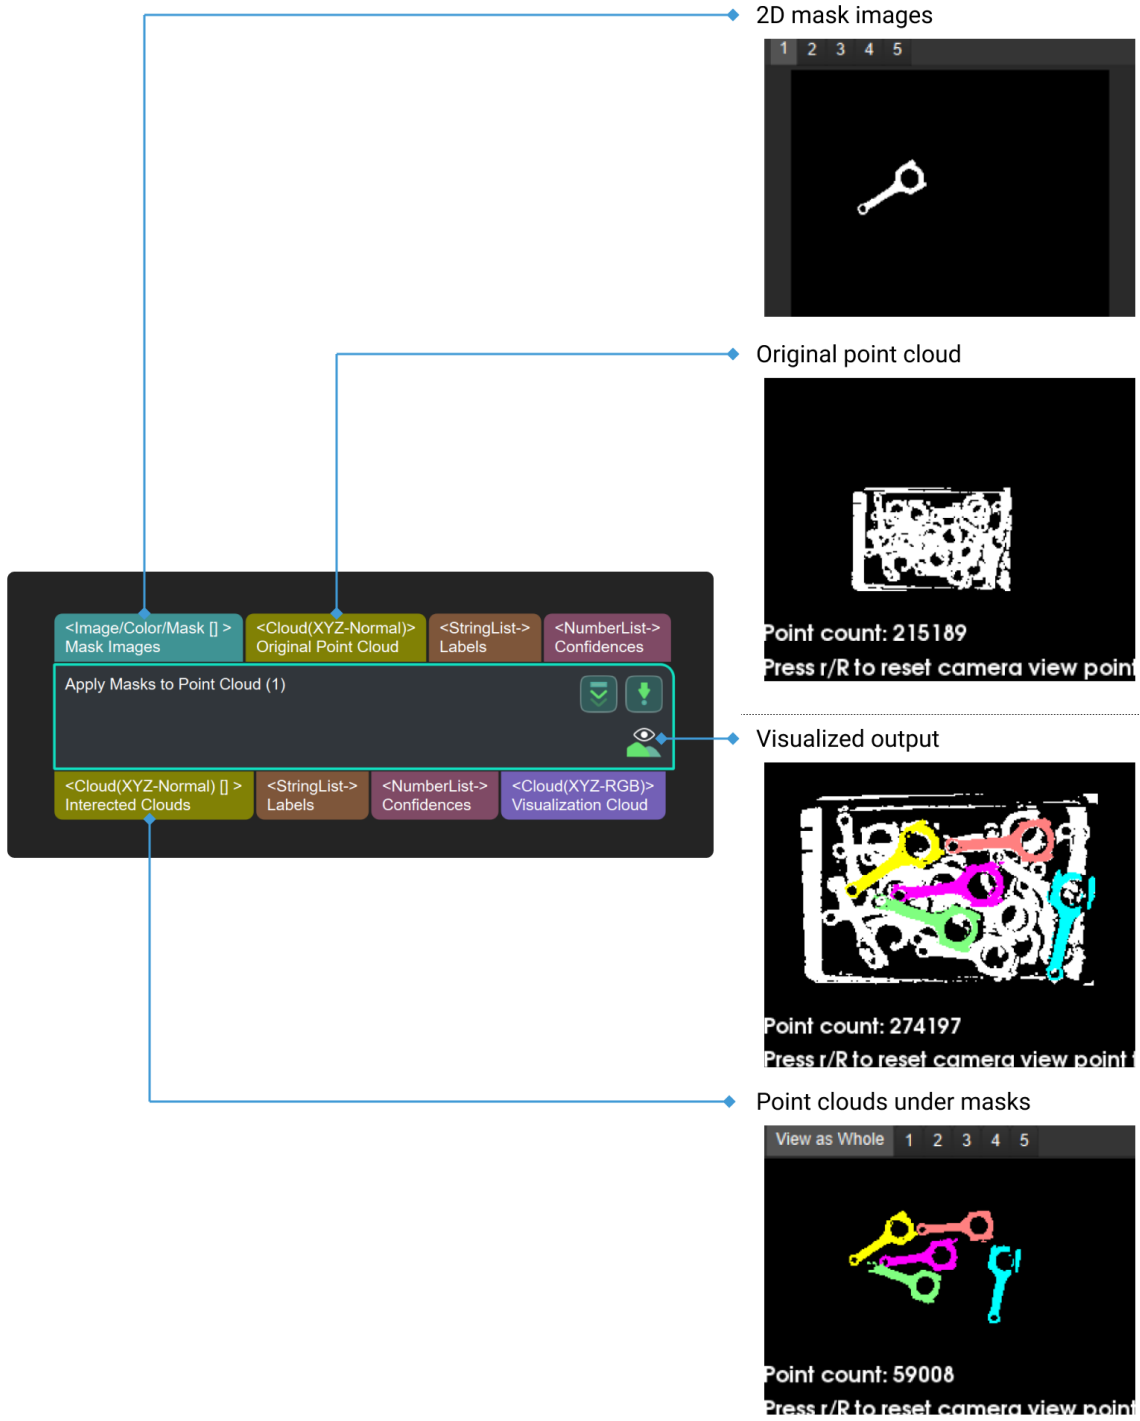 2D mask images
1 2 3 4 5
Original point cloud
Point count: 215189
Press r/R to reset camera view point
<Image/Color/Mask [] >
Mask Images
<Cloud(XYZ-Normal)>
Original Point Cloud
<StringList->
Labels
<NumberList->
Confidences
Apply Masks to Point Cloud (1)
<Cloud(XYZ-Normal) [] >
Interected Clouds
<StringList->
Labels
<NumberList->
Confidences
<Cloud(XYZ-RGB)>
Visualization Cloud
Visualized output
Point count: 274197
Press r/R to reset camera view point
Point clouds under masks
View as Whole 1 2 3 4 5
Point count: 59008
Press r/R to reset camera view point